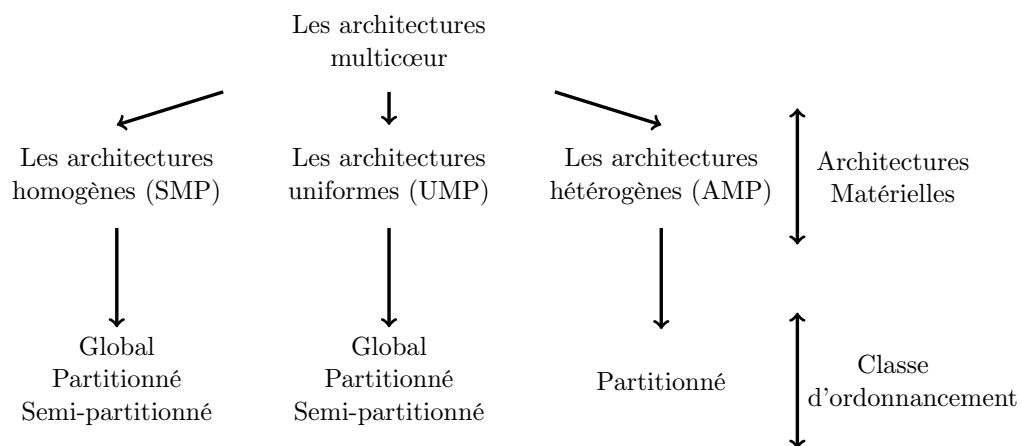 Les architectures
multicœur
Les architectures
homogènes (SMP)
Les architectures
uniformes (UMP)
Les architectures
hétérogènes (AMP)
Architectures
Matérielles
Global
Partitionné
Semi-partitionné
Global
Partitionné
Semi-partitionné
Partitionné
Classe
d'ordonnancement